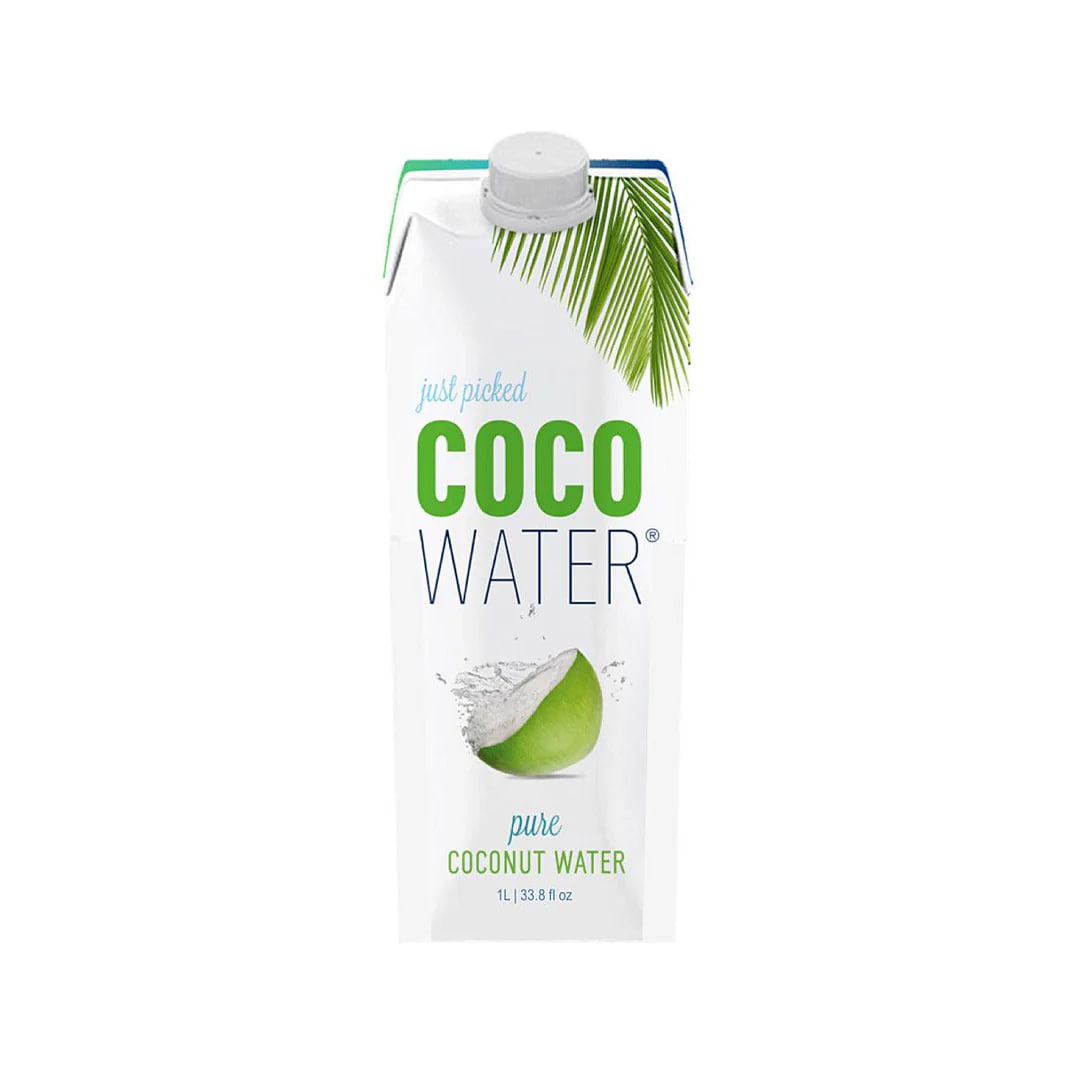 just picked
COCO
WATER®
pure
COCONUT WATER
1L | 33.8 fl oz